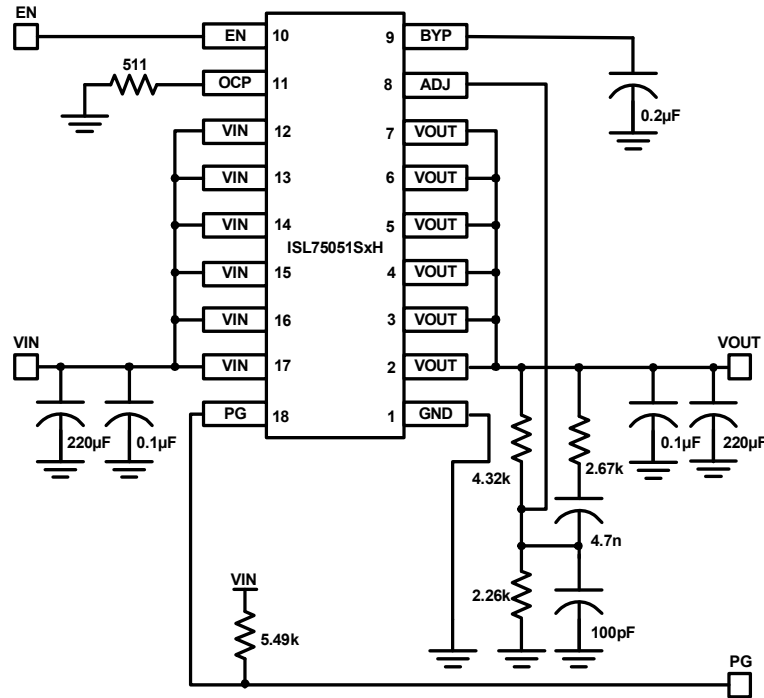 EN
EN 10 9 BYP
511
OCP 11 8 ADJ
0.2µF
VIN 12 7 VOUT
VIN 13 6 VOUT
VIN 14 5 VOUT
ISL75051SxH
VIN 15 4 VOUT
VIN 16 3 VOUT
VIN VOUT
VIN 17 2 VOUT
PG 18 1 GND
220µF 0.1µF 0.1µF 220µF
4.32k 2.67k
4.7n
VIN 2.26k
100pF
5.49k
PG